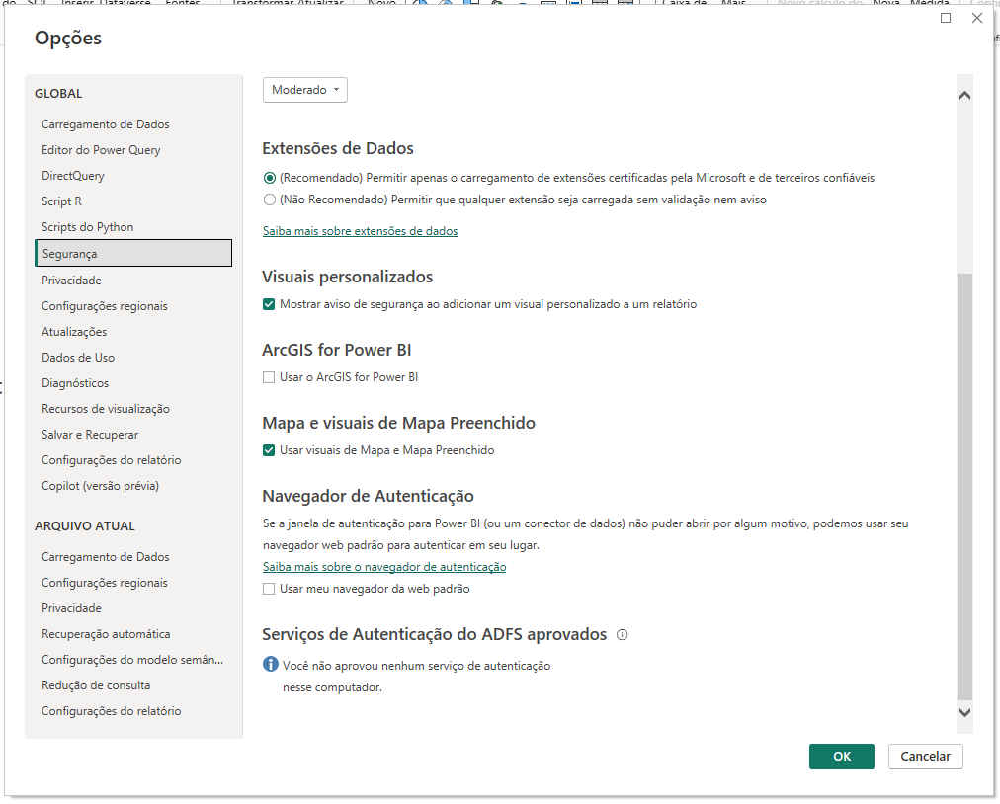 Opções
GLOBAL
Carregamento de Dados
Editor do Power Query
DirectQuery
Script R
Scripts do Python
Segurança
Privacidade
Configurações regionais
Atualizações
Dados de Uso
Diagnósticos
Recursos de visualização
Salvar e Recuperar
Configurações do relatório
Copilot (versão prévia)
ARQUIVO ATUAL
Carregamento de Dados
Configurações regionais
Privacidade
Recuperação automática
Configurações do modelo semân...
Redução de consulta
Configurações do relatório
Moderado
Extensões de Dados
(Recomendado) Permitir apenas o carregamento de extensões certificadas pela Microsoft e de terceiros confiáveis
(Não Recomendado) Permitir que qualquer extensão seja carregada sem validação nem aviso
Saiba mais sobre extensões de dados
Visuais personalizados
Mostrar aviso de segurança ao adicionar um visual personalizado a um relatório
ArcGIS for Power BI
Usar o ArcGIS for Power BI
Mapa e visuais de Mapa Preenchido
Usar visuais de Mapa e Mapa Preenchido
Navegador de Autenticação
Se a janela de autenticação para Power BI (ou um conector de dados) não puder abrir por algum motivo, podemos usar seu
navegador web padrão para autenticar em seu lugar.
Saiba mais sobre o navegador de autenticação
Usar meu navegador da web padrão
Serviços de Autenticação do ADFS aprovados
Você não aprovou nenhum serviço de autenticação
nesse computador.
OK
Cancelar